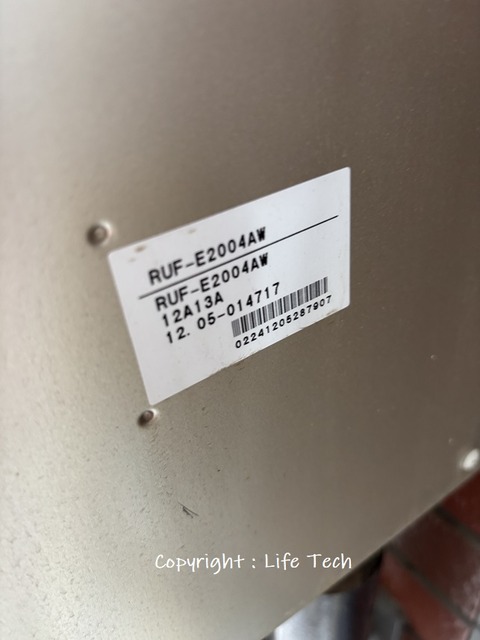 RUF-E2004AW
RUF-E2004AW
12A13A
12. 05-014717
02241205287907
Copyright : Life Tech